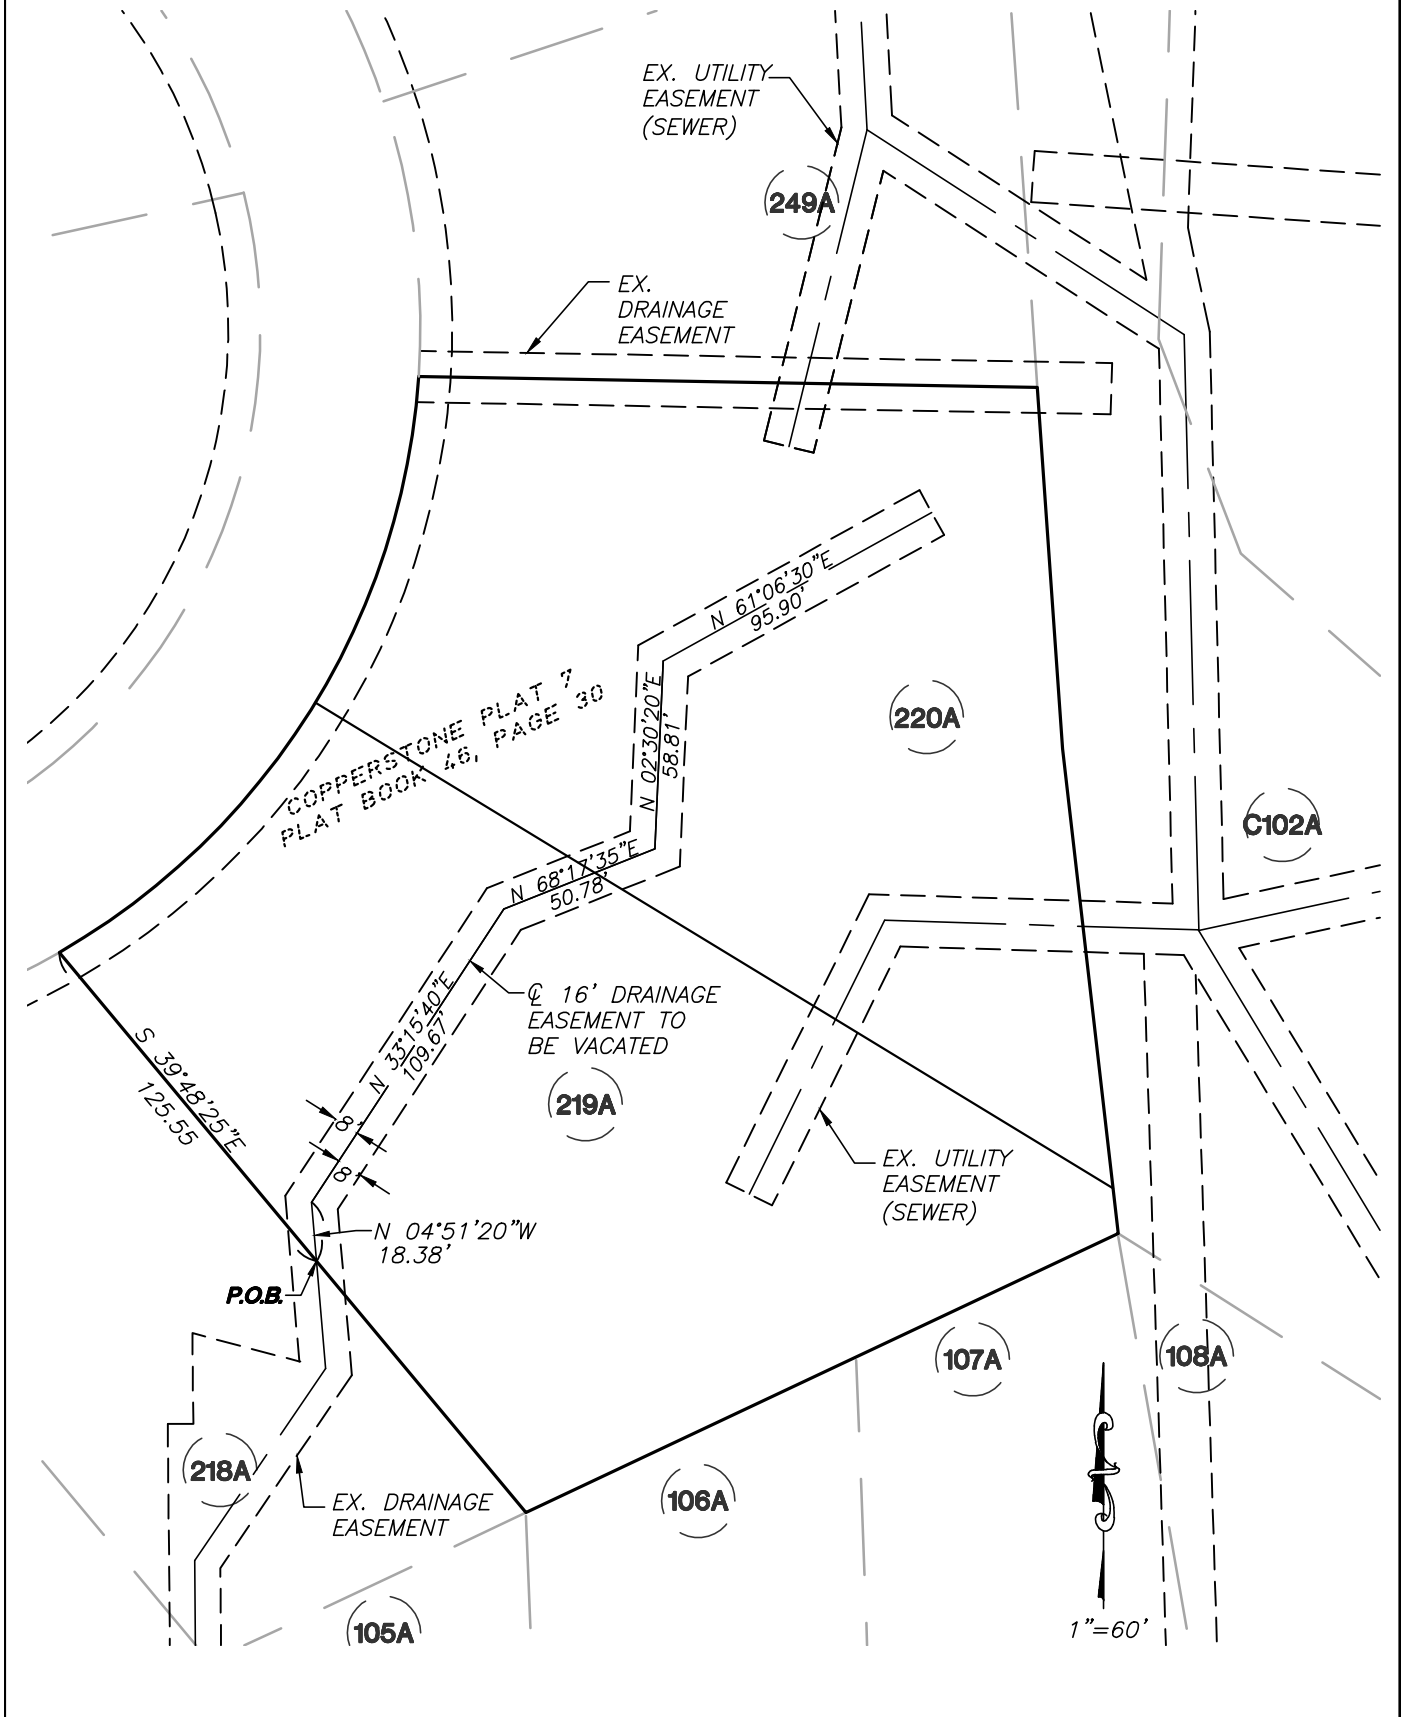 EX. UTILITY
EASEMENT
(SEWER)
249A
EX.
DRAINAGE
EASEMENT
N 61°06'30"E
95.90'
N 02°30'20"E
58.81'
220A
COPPERSTONE PLAT 7
PLAT BOOK 46, PAGE 30
C102A
N 68°17'35"E
50.78'
N 33°15'40"E
109.67'
℄ 16' DRAINAGE
EASEMENT TO
BE VACATED
S 39°48'25"E
125.55
219A
8'
8'
EX. UTILITY
EASEMENT
(SEWER)
N 04°51'20"W
18.38'
P.O.B.
107A
108A
218A
EX. DRAINAGE
EASEMENT
106A
105A
1"=60'